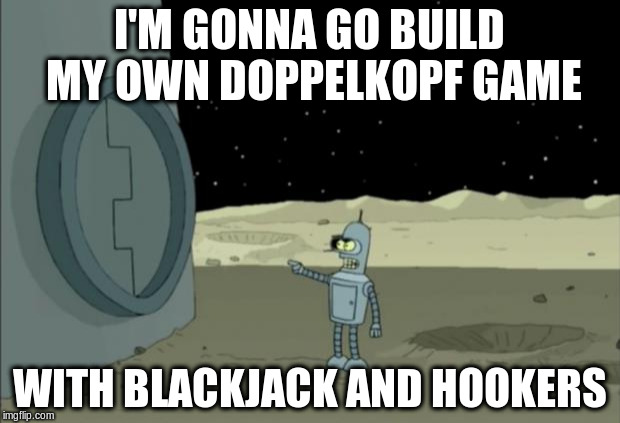 I'M GONNA GO BUILD
MY OWN DOPPELKOPF GAME
WITH BLACKJACK AND HOOKERS
imgflip.com